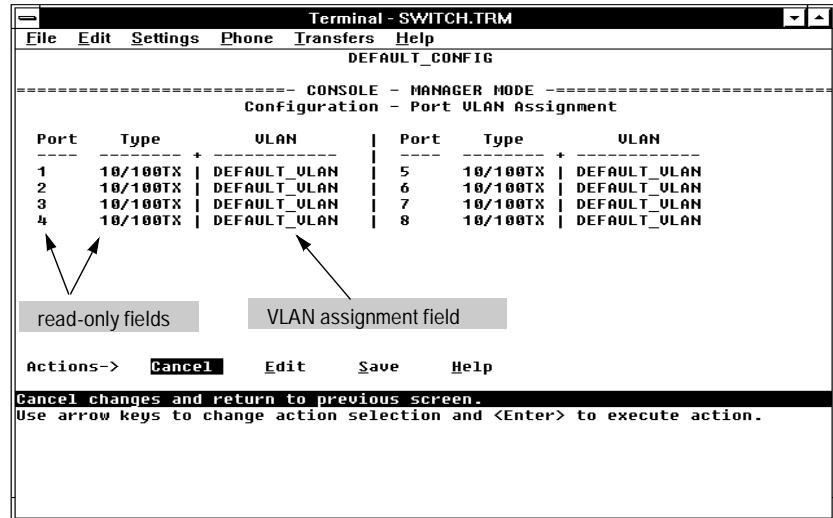 Terminal - SWITCH.TRM
File Edit Settings Phone Transfers Help
DEFAULT_CONFIG
==========================- CONSOLE - MANAGER MODE -==========================
Configuration - Port VLAN Assignment
Port Type VLAN | Port Type VLAN
---- -------- + ------------ | ---- -------- + ------------
1 10/100TX | DEFAULT_VLAN | 5 10/100TX | DEFAULT_VLAN
2 10/100TX | DEFAULT_VLAN | 6 10/100TX | DEFAULT_VLAN
3 10/100TX | DEFAULT_VLAN | 7 10/100TX | DEFAULT_VLAN
4 10/100TX | DEFAULT_VLAN | 8 10/100TX | DEFAULT_VLAN
read-only fields VLAN assignment field
Actions-> Cancel Edit Save Help
Cancel changes and return to previous screen.
Use arrow keys to change action selection and <Enter> to execute action.